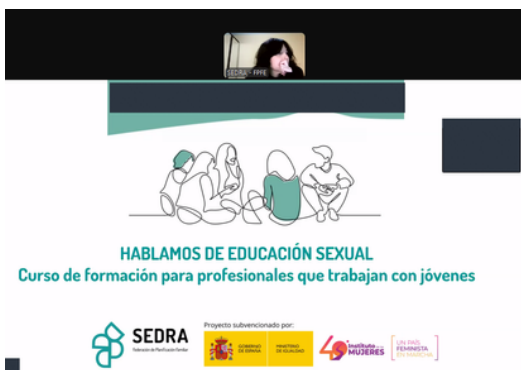 SEDRA - FPFE
HABLAMOS DE EDUCACIÓN SEXUAL
Curso de formación para profesionales que trabajan con jóvenes
SEDRA
Federación de Planificación Familiar
Proyecto subvencionado por:
GOBIERNO
DE ESPAÑA
MINISTERIO
DE IGUALDAD
40 Instituto
de las
MUJERES
UN PAÍS
FEMINISTA
EN MARCHA